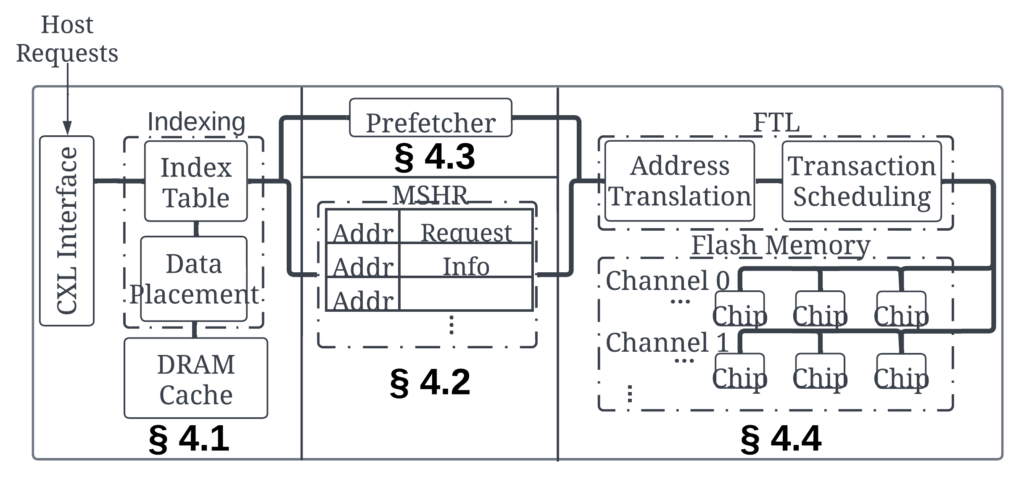 Host
Requests
CXL Interface
Indexing
Index
Table
Data
Placement
DRAM
Cache
§ 4.1
Prefetcher
§ 4.3
MSHR
Addr Request
Addr Info
Addr
⋮
§ 4.2
FTL
Address
Translation
Transaction
Scheduling
Flash Memory
Channel 0
...
Chip Chip Chip
Channel 1
...
Chip Chip Chip
⋮
§ 4.4